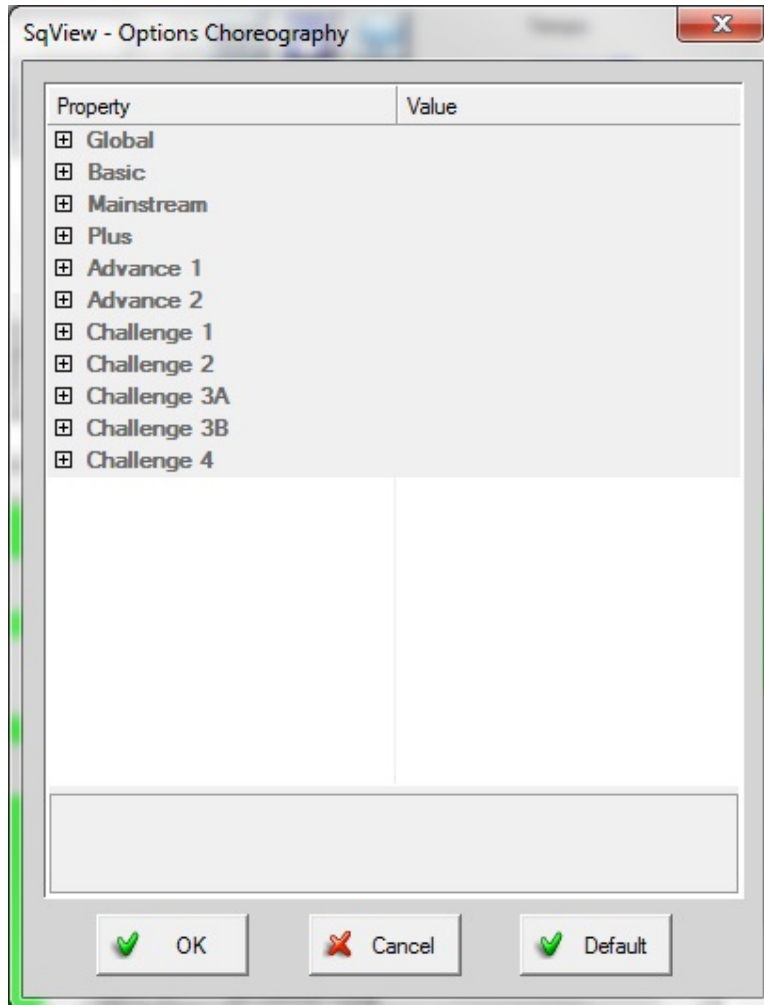 SqView - Options Choreography
Property Value
Global
Basic
Mainstream
Plus
Advance 1
Advance 2
Challenge 1
Challenge 2
Challenge 3A
Challenge 3B
Challenge 4
OK Cancel Default